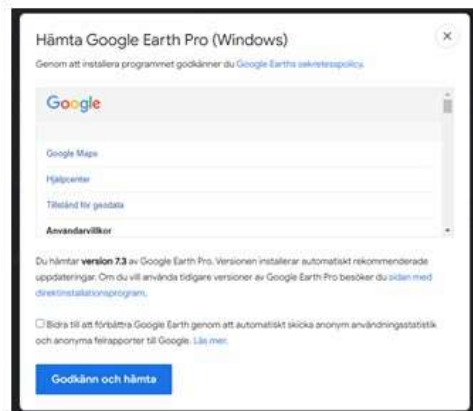 Hämta Google Earth Pro (Windows)
Genom att installera programmet godkänner du Google Earths sekretesspolicy.
Google
Google Maps
Hjälpcenter
Tillstånd för geodata
Användarvillkor
Du hämtar version 7.3 av Google Earth Pro. Versionen installerar automatiskt rekommenderade
uppdateringar. Om du vill använda tidigare versioner av Google Earth Pro besöker du sidan med
direktinstallationsprogram.
Bidra till att förbättra Google Earth genom att automatiskt skicka anonym användningsstatistik
och anonyma felrapporter till Google. Läs mer.
Godkänn och hämta